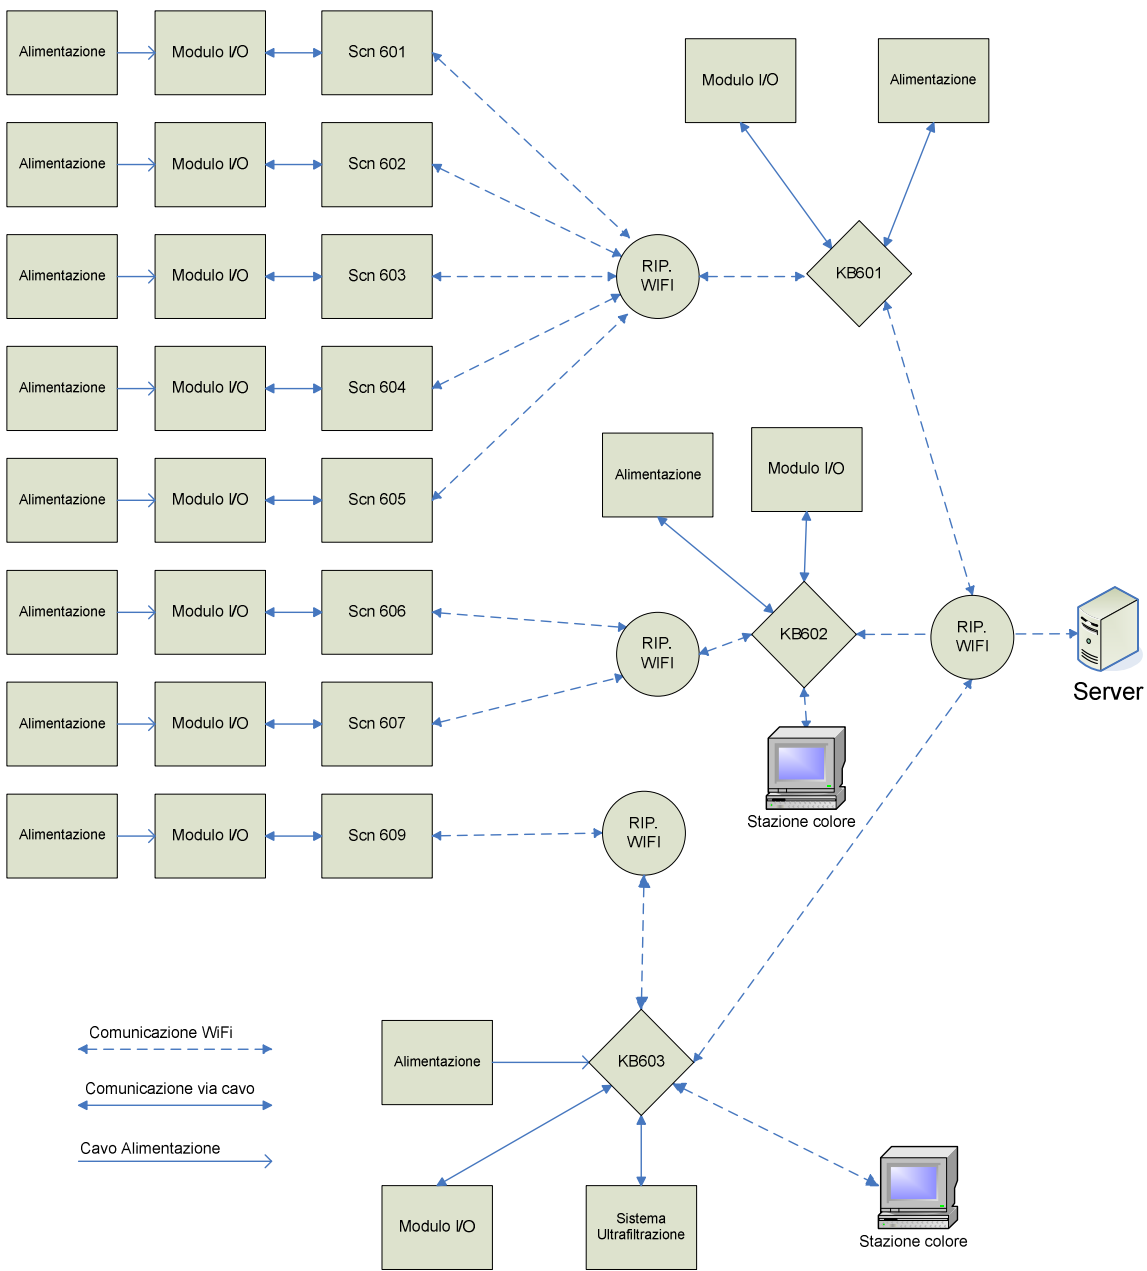 Alimentazione
Modulo I/O
Scn 601
Modulo I/O
Alimentazione
Alimentazione
Modulo I/O
Scn 602
Alimentazione
Modulo I/O
Scn 603
RIP.
WIFI
KB601
Alimentazione
Modulo I/O
Scn 604
Alimentazione
Modulo I/O
Alimentazione
Modulo I/O
Scn 605
Alimentazione
Modulo I/O
Scn 606
RIP.
WIFI
KB602
RIP.
WIFI
Server
Alimentazione
Modulo I/O
Scn 607
Stazione colore
Alimentazione
Modulo I/O
Scn 609
RIP.
WIFI
Comunicazione WiFi
Comunicazione via cavo
Cavo Alimentazione
Alimentazione
KB603
Modulo I/O
Sistema
Ultrafiltrazione
Stazione colore